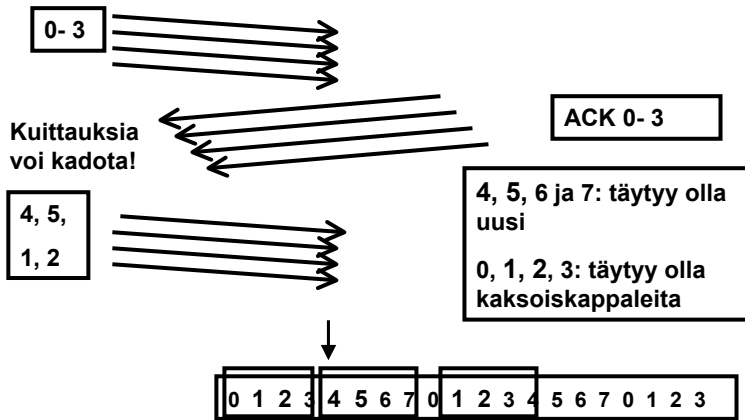 0- 3
ACK 0- 3
Kuittauksia
voi kadota!
4, 5, 6 ja 7: täytyy olla
uusi
4, 5,
1, 2
0, 1, 2, 3: täytyy olla
kaksoiskappaleita
0 1 2 3 4 5 6 7 0 1 2 3 4 5 6 7 0 1 2 3